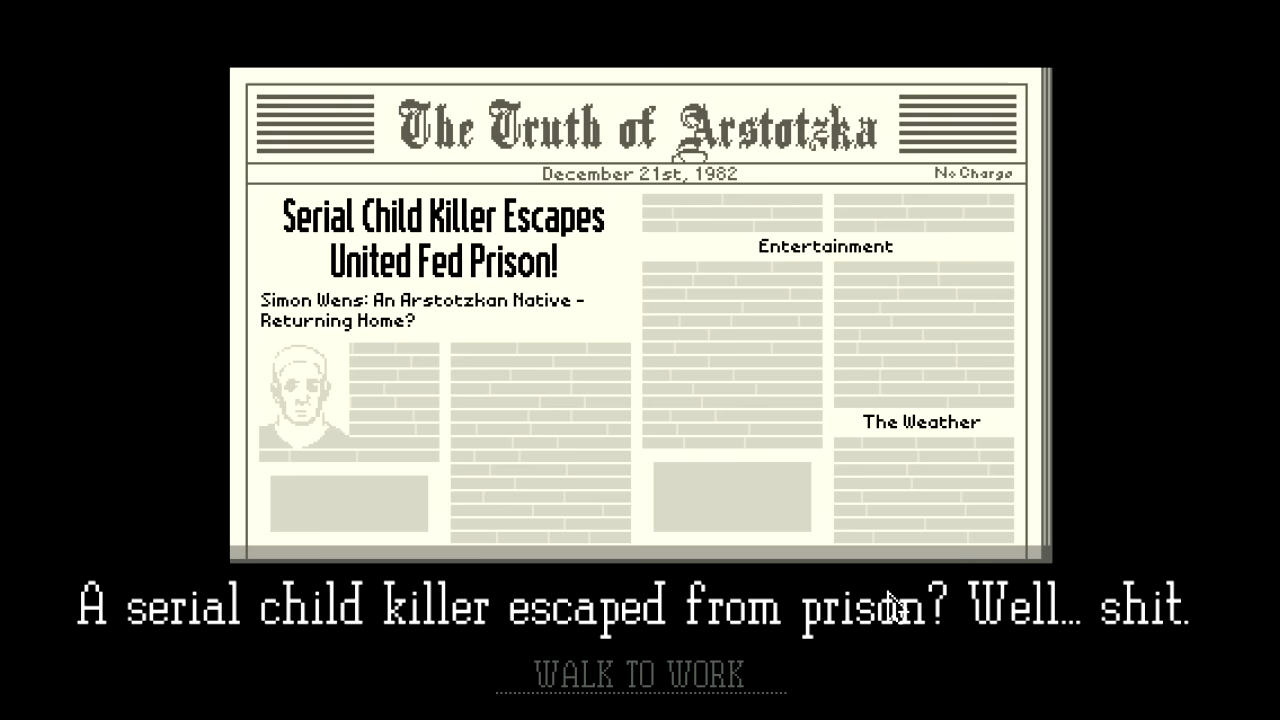 The Truth of Arstotzka
December 21st, 1982
No Charge
Serial Child Killer Escapes
United Fed Prison!
Simon Wens: An Arstotzkan Native -
Returning Home?
Entertainment
The Weather
A serial child killer escaped from prison? Well... shit.
WALK TO WORK